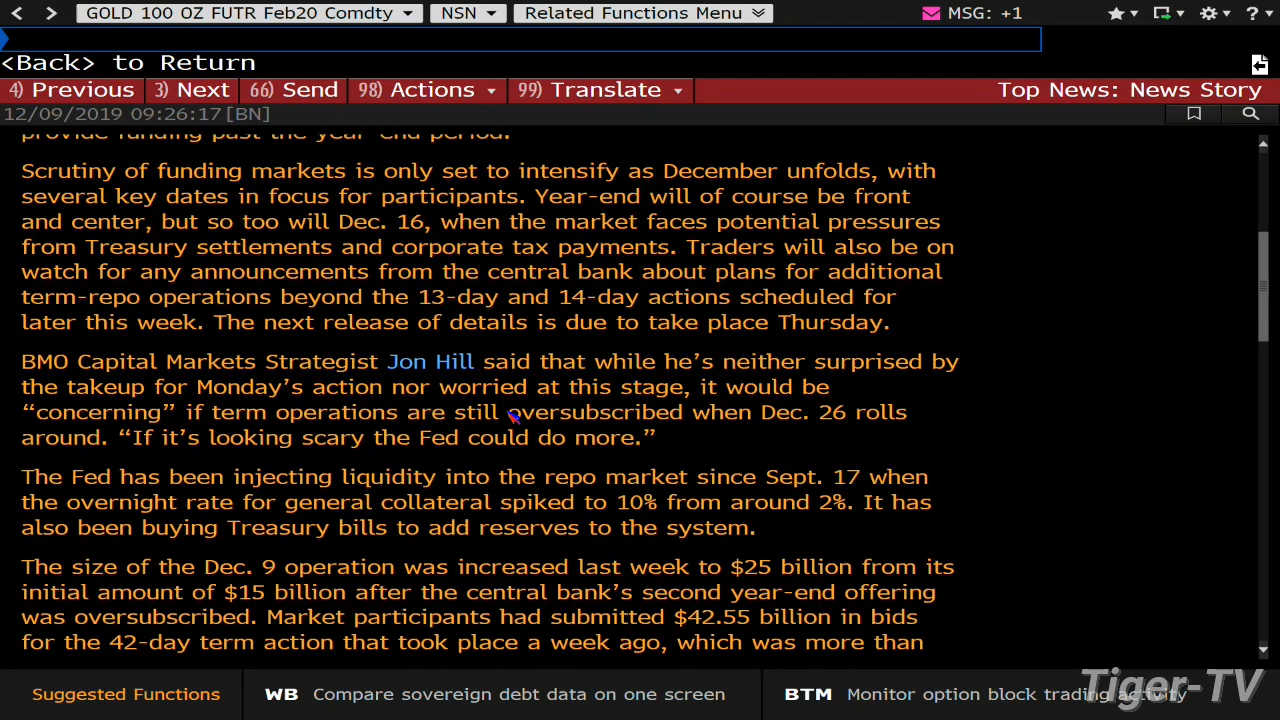 GOLD 100 OZ FUTR Feb20 Comdty NSN Related Functions Menu MSG: +1 ?
<Back> to Return
4) Previous 3) Next 66) Send 98) Actions 99) Translate Top News: News Story
12/09/2019 09:26:17[BN]
provide funding past the year-end period.
Scrutiny of funding markets is only set to intensify as December unfolds, with
several key dates in focus for participants. Year-end will of course be front
and center, but so too will Dec. 16, when the market faces potential pressures
from Treasury settlements and corporate tax payments. Traders will also be on
watch for any announcements from the central bank about plans for additional
term-repo operations beyond the 13-day and 14-day actions scheduled for
later this week. The next release of details is due to take place Thursday.
BMO Capital Markets Strategist Jon Hill said that while he’s neither surprised by
the takeup for Monday’s action nor worried at this stage, it would be
“concerning” if term operations are still oversubscribed when Dec. 26 rolls
around. “If it’s looking scary the Fed could do more.”
The Fed has been injecting liquidity into the repo market since Sept. 17 when
the overnight rate for general collateral spiked to 10% from around 2%. It has
also been buying Treasury bills to add reserves to the system.
The size of the Dec. 9 operation was increased last week to $25 billion from its
initial amount of $15 billion after the central bank’s second year-end offering
was oversubscribed. Market participants had submitted $42.55 billion in bids
for the 42-day term action that took place a week ago, which was more than
Suggested Functions WB Compare sovereign debt data on one screen BTM Monitor option block trading activity
Tiger-TV